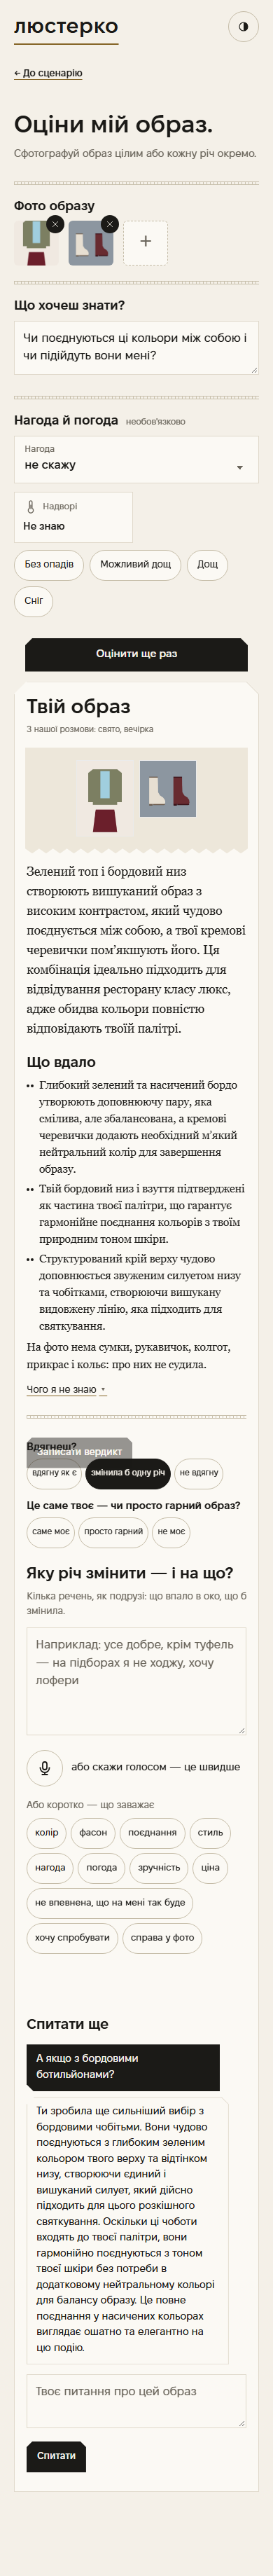 люстерко
← До сценарію
Оціни мій образ.
Сфотографуй образ цілим або кожну річ окремо.
Фото образу
Що хочеш знати?
Чи поєднуються ці кольори між собою і
чи підійдуть вони мені?
Нагода й погода необов'язково
Нагода
не скажу
Надворі
Не знаю
Без опадів
Можливий дощ
Дощ
Сніг
Оцінити ще раз
Твій образ
З нашої розмови: свято, вечірка
Зелений топ і бордовий низ
створюють вишуканий образ з
високим контрастом, який чудово
поєднується між собою, а твої кремові
черевички пом’якшують його. Ця
комбінація ідеально підходить для
відвідування ресторану класу люкс,
адже обидва кольори повністю
відповідають твоїй палітрі.
Що вдало
•• Глибокий зелений та насичений бордо
утворюють доповнюючу пару, яка
смілива, але збалансована, а кремові
черевички додають необхідний м'який
нейтральний колір для завершення
образу.
•• Твій бордовий низ і взуття підтверджені
як частина твоєї палітри, що гарантує
гармонійне поєднання кольорів з твоїм
природним тоном шкіри.
•• Структурований крій верху чудово
доповнюється звуженим силуетом низу
та чобітками, створюючи вишукану
видовжену лінію, яка підходить для
святкування.
На фото нема сумки, рукавичок, колгот,
прикрас і кольє: про них не судила.
Чого я не знаю
Вдягнеш?
Записати вердикт
вдягну як є
змінила б одну річ
не вдягну
Це саме твоє — чи просто гарний образ?
саме моє
просто гарний
не моє
Яку річ змінити — і на що?
Кілька речень, як подрузі: що впало в око, що б
змінила.
Наприклад: усе добре, крім туфель
— на підборах я не ходжу, хочу
лофери
або скажи голосом — це швидше
Або коротко — що заважає
колір
фасон
поєднання
стиль
нагода
погода
зручність
ціна
не впевнена, що на мені так буде
хочу спробувати
справа у фото
Спитати ще
А якщо з бордовими
ботильйонами?
Ти зробила ще сильніший вибір з
бордовими чобітьми. Вони чудово
поєднуються з глибоким зеленим
кольором твого верху та відтінком
низу, створюючи єдиний і
вишуканий силует, який дійсно
підходить для цього розкішного
святкування. Оскільки ці чоботи
входять до твоєї палітри, вони
гармонійно поєднуються з тоном
твоєї шкіри без потреби в
додатковому нейтральному кольорі
для балансу образу. Це повне
поєднання у насичених кольорах
виглядає ошатно та елегантно на
цю подію.
Твоє питання про цей образ
Спитати